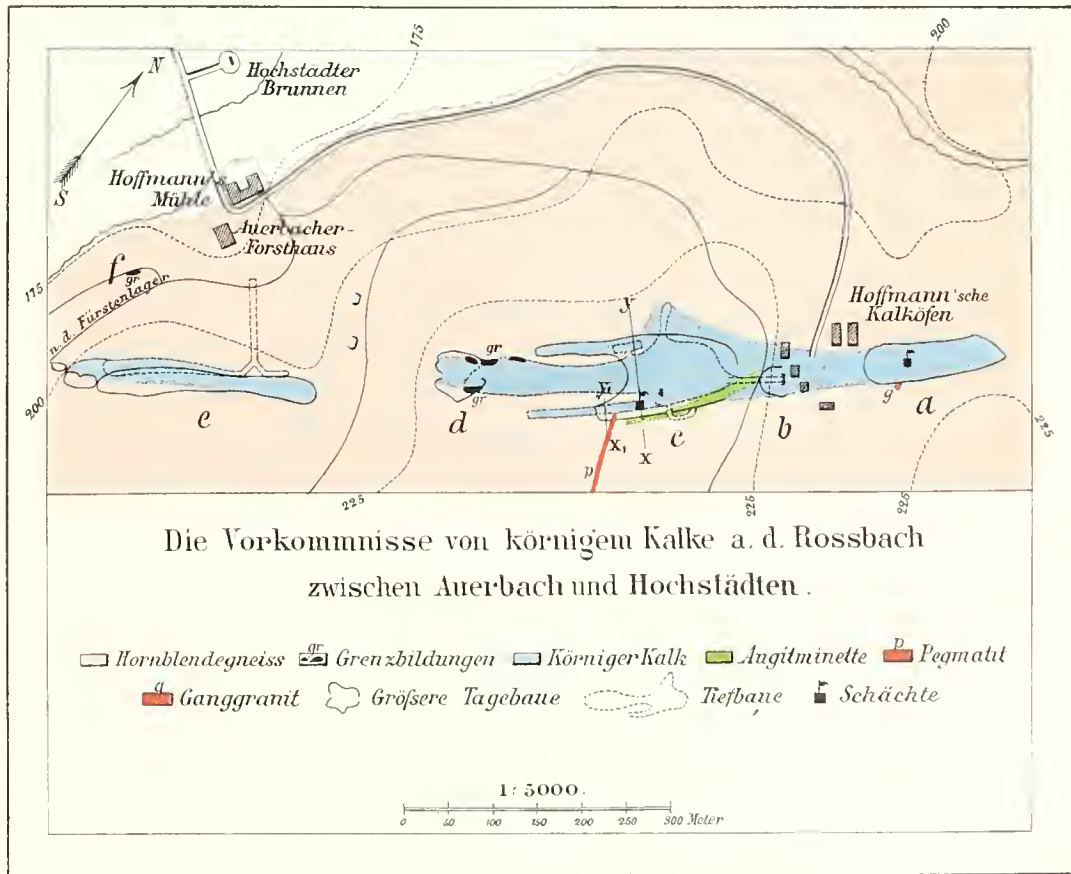 175
200
N
Hochstädter
Brunnen
S
Hoffmann's
Mühle
Auerbacher-
Forsthaus
f
gr
n. d. Fürstenlager
175
200
e
Hoffmann'sche
Kalköfen
y
gr
gr
d
y₁
x₁
x
c
b
g
a
p
225
225
225
225
Die Vorkommnisse von körnigem Kalke a. d. Rossbach
zwischen Auerbach und Hochstädten.
Hornblendegneiss gr Grenzbildungen Körniger Kalk Augitminette p Pegmatit
g Ganggranit Größere Tagebaue Tiefbaue Schächte
1:5000.
0 50 100 150 200 250 300 Meter